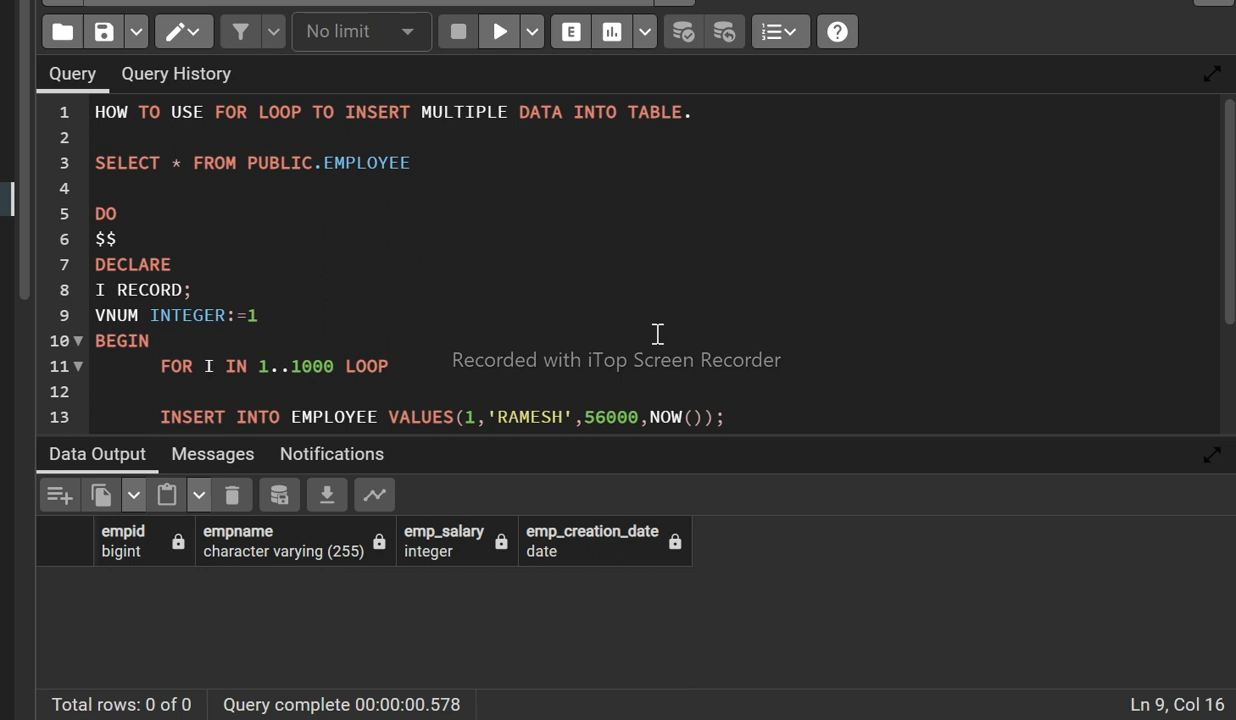 No limit
Query Query History
1 HOW TO USE FOR LOOP TO INSERT MULTIPLE DATA INTO TABLE.
2
3 SELECT * FROM PUBLIC.EMPLOYEE
4
5 DO
6 $$
7 DECLARE
8 I RECORD;
9 VNUM INTEGER:=1
10 BEGIN
11 FOR I IN 1..1000 LOOP
Recorded with iTop Screen Recorder
12
13 INSERT INTO EMPLOYEE VALUES(1,'RAMESH',56000,NOW());
Data Output Messages Notifications
empid empname emp_salary emp_creation_date
bigint character varying (255) integer date
Total rows: 0 of 0 Query complete 00:00:00.578 Ln 9, Col 16